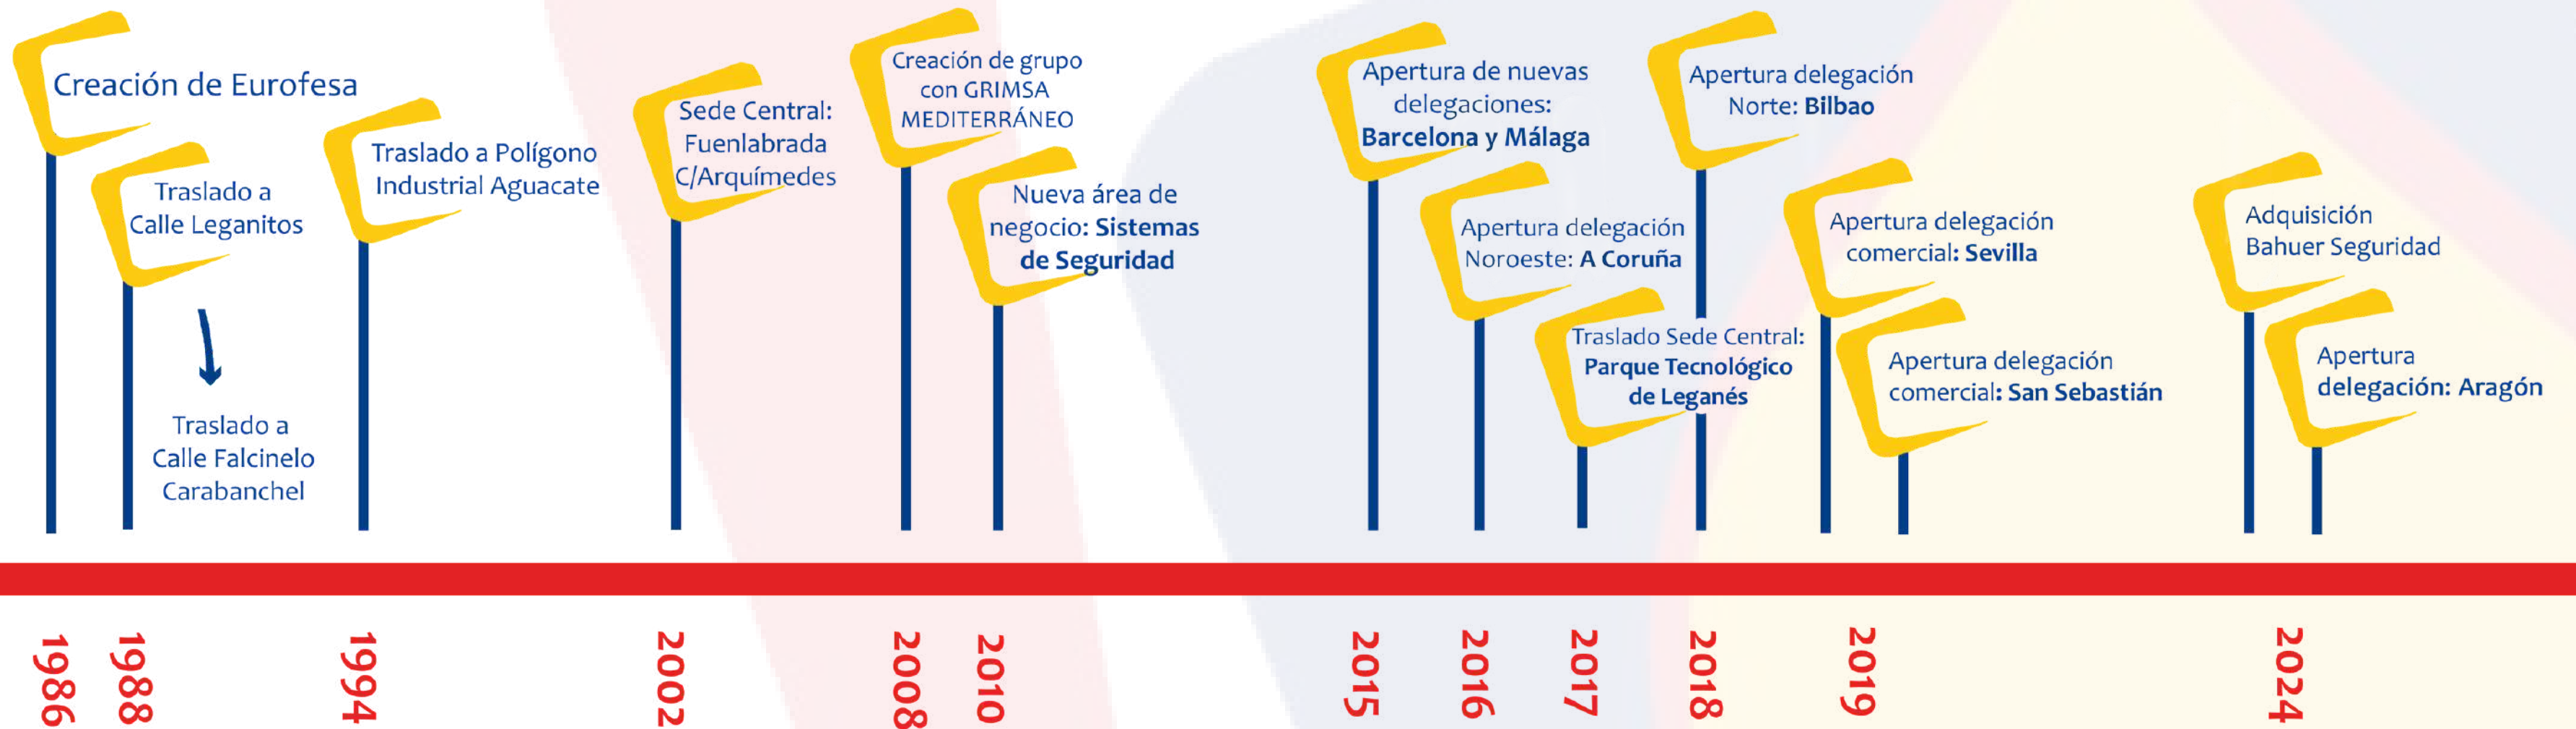 Creación de Eurofesa
Traslado a
Calle Leganitos
Traslado a
Calle Falcinelo
Carabanchel
Traslado a Polígono
Industrial Aguacate
Sede Central:
Fuenlabrada
C/Arquímedes
Creación de grupo
con GRIMSA
MEDITERRÁNEO
Nueva área de
negocio: Sistemas
de Seguridad
Apertura de nuevas
delegaciones:
Barcelona y Málaga
Apertura delegación
Noroeste: A Coruña
Traslado Sede Central:
Parque Tecnológico
de Leganés
Apertura delegación
Norte: Bilbao
Apertura delegación
comercial: Sevilla
Apertura delegación
comercial: San Sebastián
Adquisición
Bahuer Seguridad
Apertura
delegación: Aragón
1986
1988
1994
2002
2008
2010
2015
2016
2017
2018
2019
2024